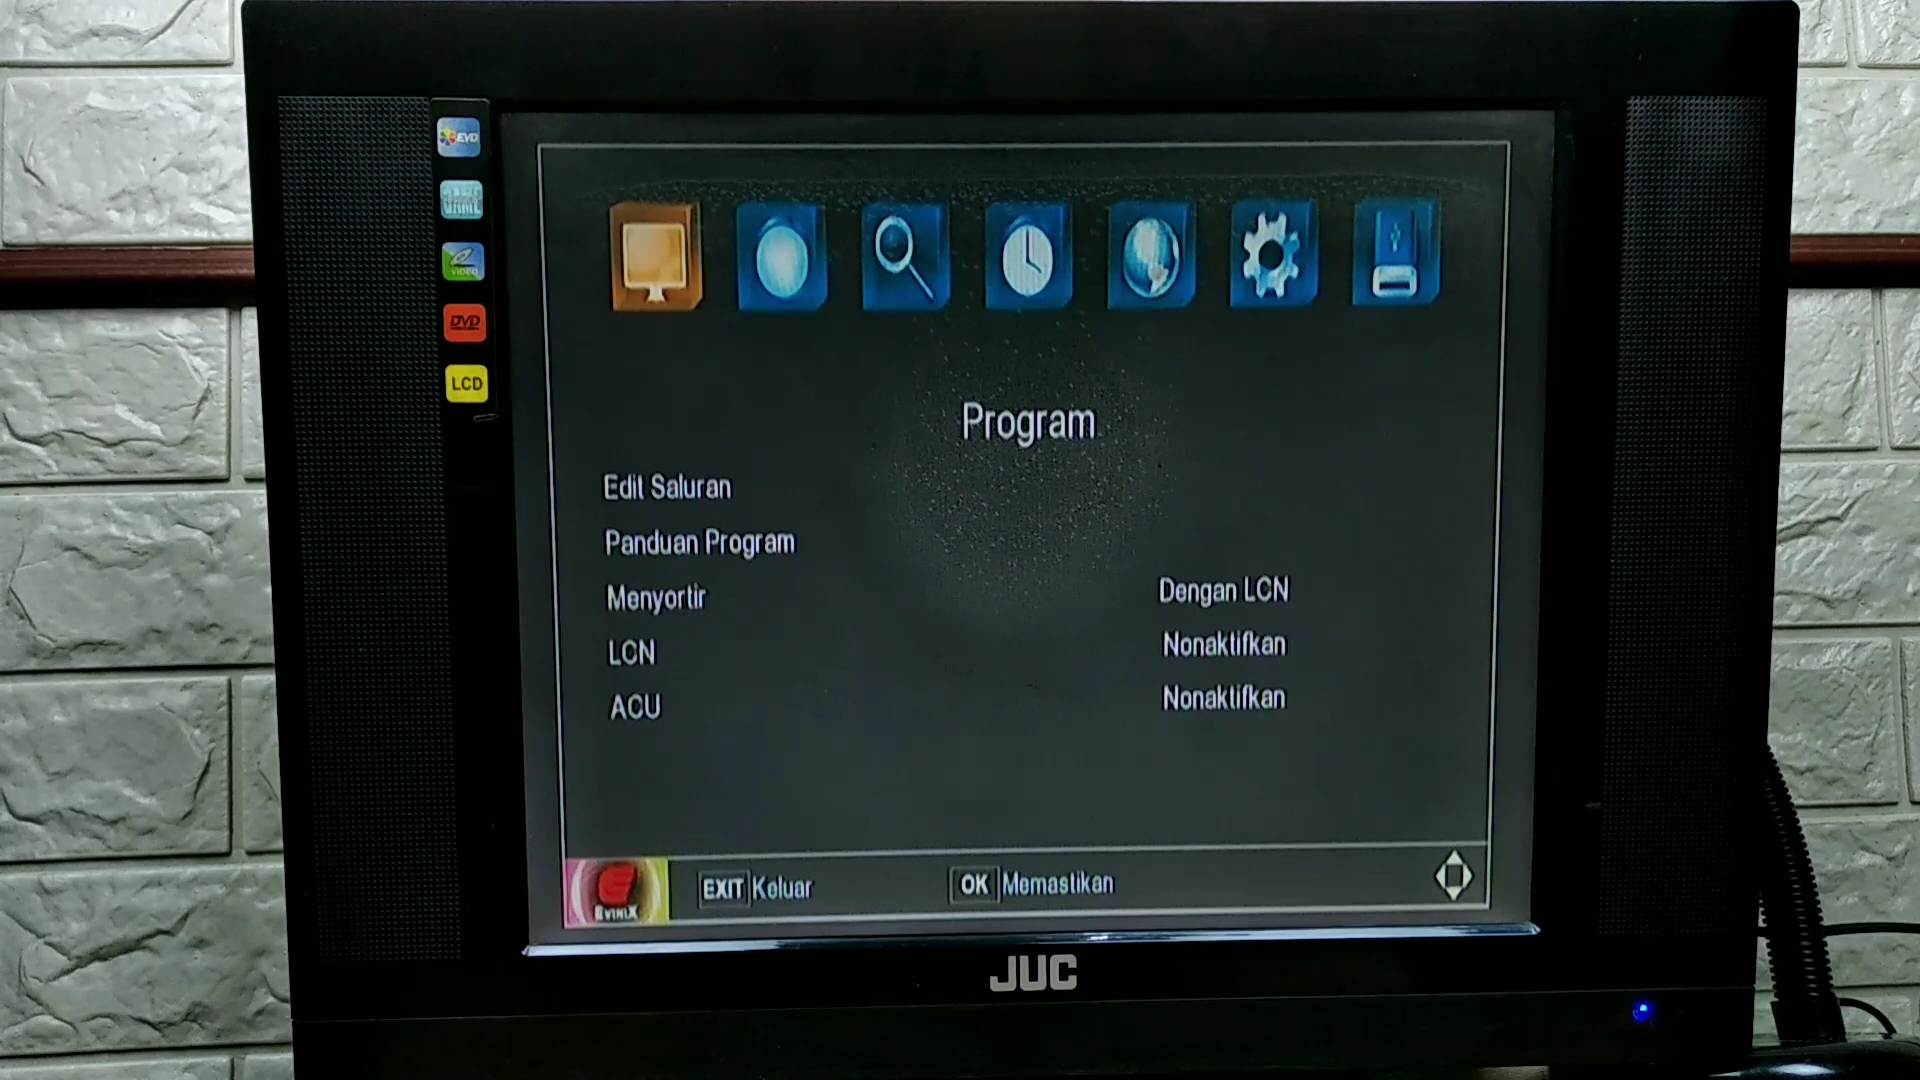 EVD
VIDEO
DVD
LCD
Program
Edit Saluran
Panduan Program
Menyortir Dengan LCN
LCN Nonaktifkan
ACU Nonaktifkan
EVINIX
EXIT Keluar OK Memastikan
JUC